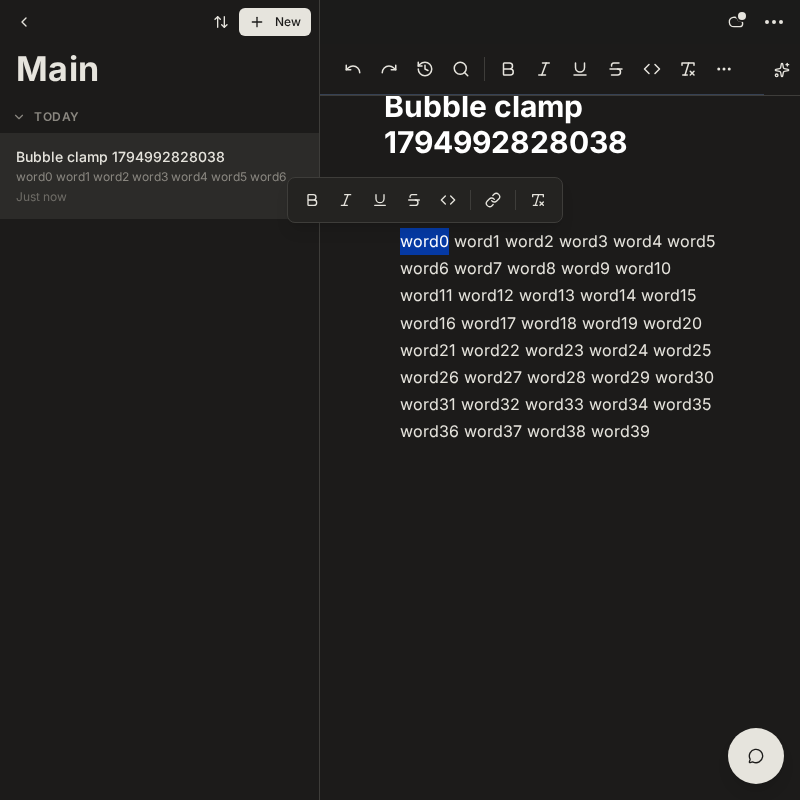 New
Main
TODAY
Bubble clamp 1794992828038
word0 word1 word2 word3 word4 word5 word6
Just now
Bubble clamp
1794992828038
word0 word1 word2 word3 word4 word5
word6 word7 word8 word9 word10
word11 word12 word13 word14 word15
word16 word17 word18 word19 word20
word21 word22 word23 word24 word25
word26 word27 word28 word29 word30
word31 word32 word33 word34 word35
word36 word37 word38 word39